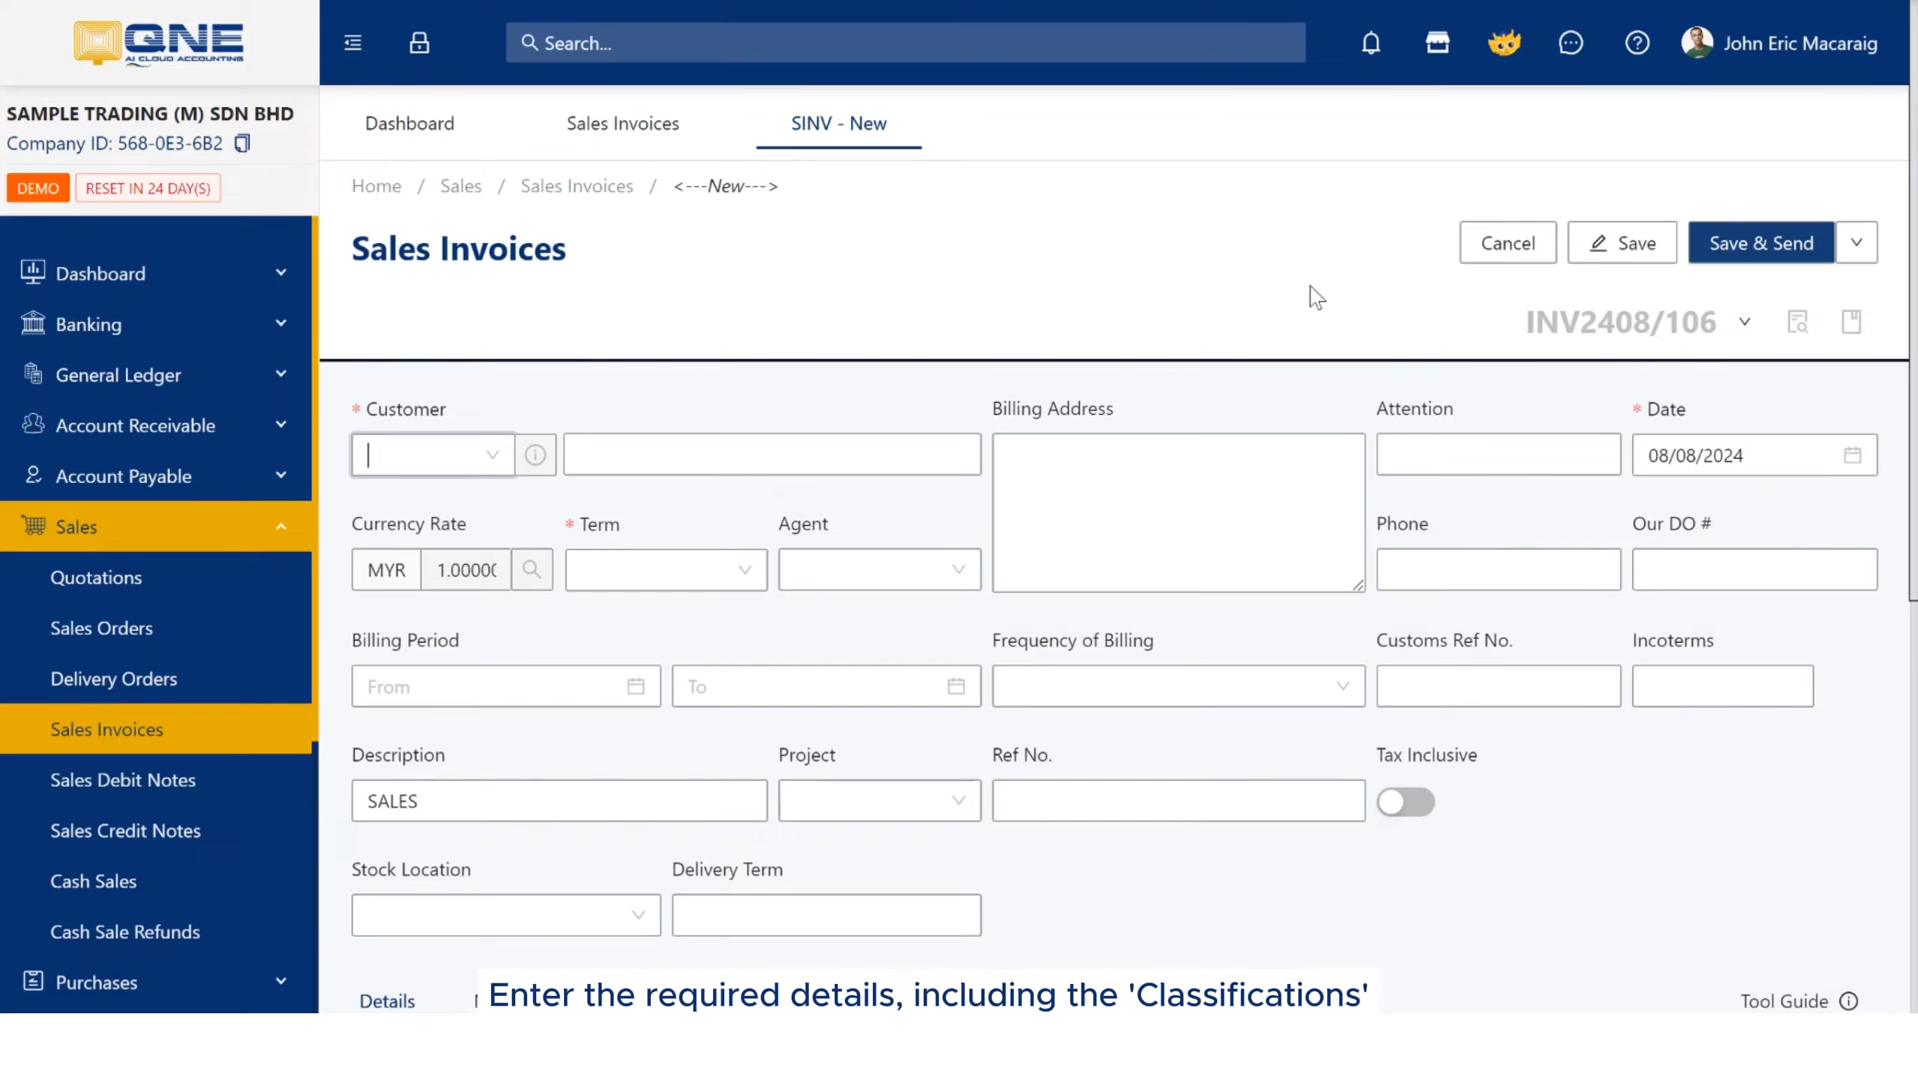 QNE
AI CLOUD ACCOUNTING
Search...
John Eric Macaraig
SAMPLE TRADING (M) SDN BHD
Company ID: 568-0E3-6B2
DEMO
RESET IN 24 DAY(S)
Dashboard
Banking
General Ledger
Account Receivable
Account Payable
Sales
Quotations
Sales Orders
Delivery Orders
Sales Invoices
Sales Debit Notes
Sales Credit Notes
Cash Sales
Cash Sale Refunds
Purchases
Dashboard Sales Invoices SINV - New
Home / Sales / Sales Invoices / <---New--->
Sales Invoices
Cancel Save Save & Send
INV2408/106
* Customer Billing Address Attention * Date
08/08/2024
Currency Rate * Term Agent Phone Our DO #
MYR 1.00000
Billing Period Frequency of Billing Customs Ref No. Incoterms
From To
Description Project Ref No. Tax Inclusive
SALES
Stock Location Delivery Term
Details Tool Guide
Enter the required details, including the 'Classifications'